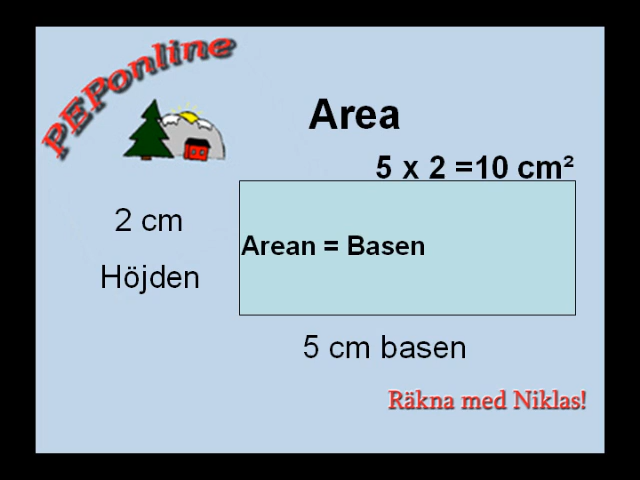 PEPonline
Area
5 x 2 =10 cm²
2 cm
Arean = Basen
Höjden
5 cm basen
Räkna med Niklas!